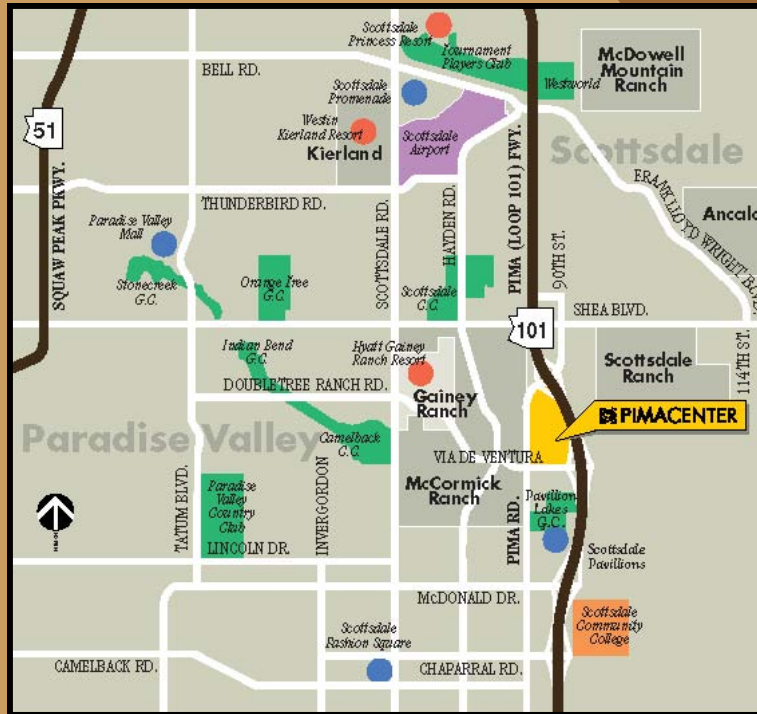 Scottsdale
Princess Resort
Tournament
Players Club
McDowell
Mountain
Ranch
BELL RD.
Westworld
Scottsdale
Promenade
51
Westin
Kierland Resort
Kierland
Scottsdale
Airport
Scottsdale
SQUAW PEAK PKWY.
THUNDERBIRD RD.
SCOTTSDALE RD.
HAYDEN RD.
PIMA (LOOP 101) FWY.
90TH ST.
FRANK LLOYD WRIGHT BLVD.
Ancala
Paradise Valley
Mall
Stonecreek
G.C.
Orange Tree
G.C.
Scottsdale
C.C.
101
SHEA BLVD.
Indian Bend
G.C.
Hyatt Gainey
Ranch Resort
Scottsdale
Ranch
114TH ST.
DOUBLETREE RANCH RD.
Gainey
Ranch
PIMACENTER
Paradise Valley
Camelback
G.C.
VIA DE VENTURA
McCormick
Ranch
TATUM BLVD.
Paradise
Valley
Country
Club
INVERGORDON
PIMA RD.
Pavilion
Lakes
G.C.
LINCOLN DR.
Scottsdale
Pavillions
McDONALD DR.
Scottsdale
Fashion Square
Scottsdale
Community
College
CAMELBACK RD.
CHAPARRAL RD.